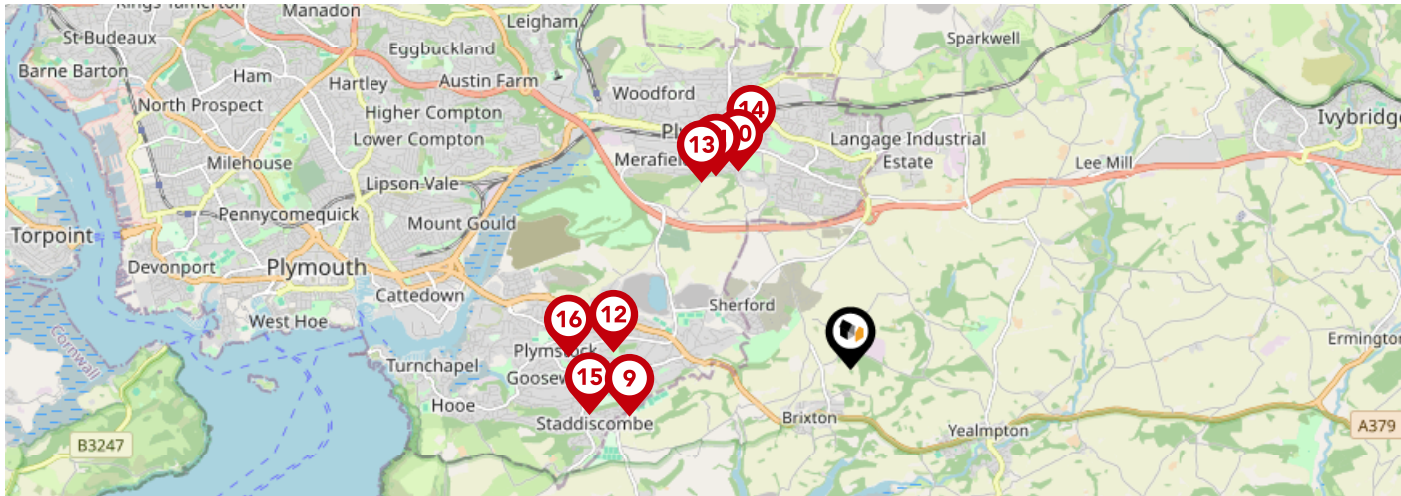 Manadon
Leigham
St Budeaux
Eggbuckland
Sparkwell
Barne Barton
Ham
Hartley
Austin Farm
Woodford
North Prospect
Higher Compton
14
Ivybridge
Lower Compton
13
0
Langage Industrial
Estate
Milehouse
Lee Mill
Lipson Vale
Pennycomequick
Mount Gould
Torpoint
Devonport
Plymouth
Cattedown
Sherford
West Hoe
16
12
Cornwall
Plymstock
Ermington
Turnchapel
15
9
Hooe
Staddiscombe
Brixton
A379
B3247
Yealmpton